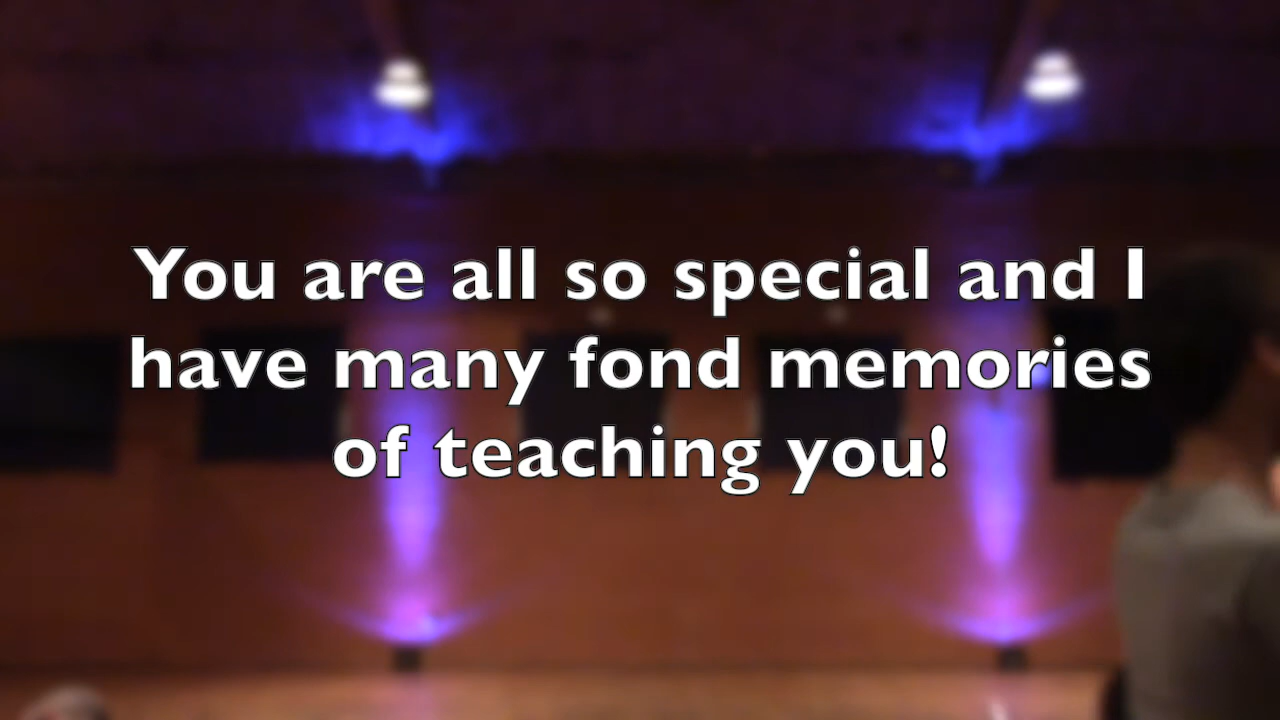 You are all so special and I
have many fond memories
of teaching you!